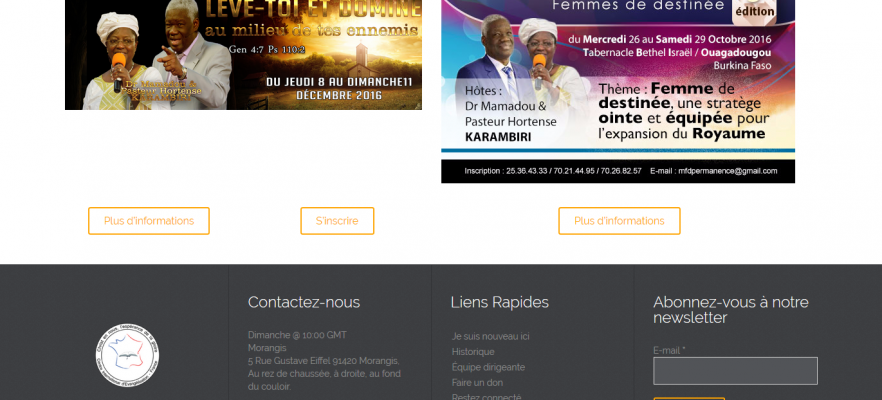 LÈVE-TOI ET DOMINE
au milieu de tes ennemis
Gen 4:7 Ps 110:2
Pasteur Hortense
DU JEUDI 8 AU DIMANCHE11
DÉCEMBRE 2016
Femmes de destinée
édition
du Mercredi 26 au Samedi 29 Octobre 2016
Tabernacle Bethel Israël / Ouagadougou
Burkina Faso
Hôtes :
Dr Mamadou &
Pasteur Hortense
KARAMBIRI
Thème : Femme de
destinée, une stratège
ointe et équipée pour
l'expansion du Royaume
Inscription : 25.36.43.33 / 70.21.44.95 / 70.26.82.57 E-mail : mfdpermanence@gmail.com
Plus d'informations
S'inscrire
Plus d'informations
Contactez-nous
Dimanche @ 10:00 GMT
Morangis
5 Rue Gustave Eiffel 91420 Morangis.
Au rez de chaussée, à droite, au fond
du couloir.
Liens Rapides
Je suis nouveau ici
Historique
Équipe dirigeante
Faire un don
Restez connecté
Abonnez-vous à notre
newsletter
E-mail *